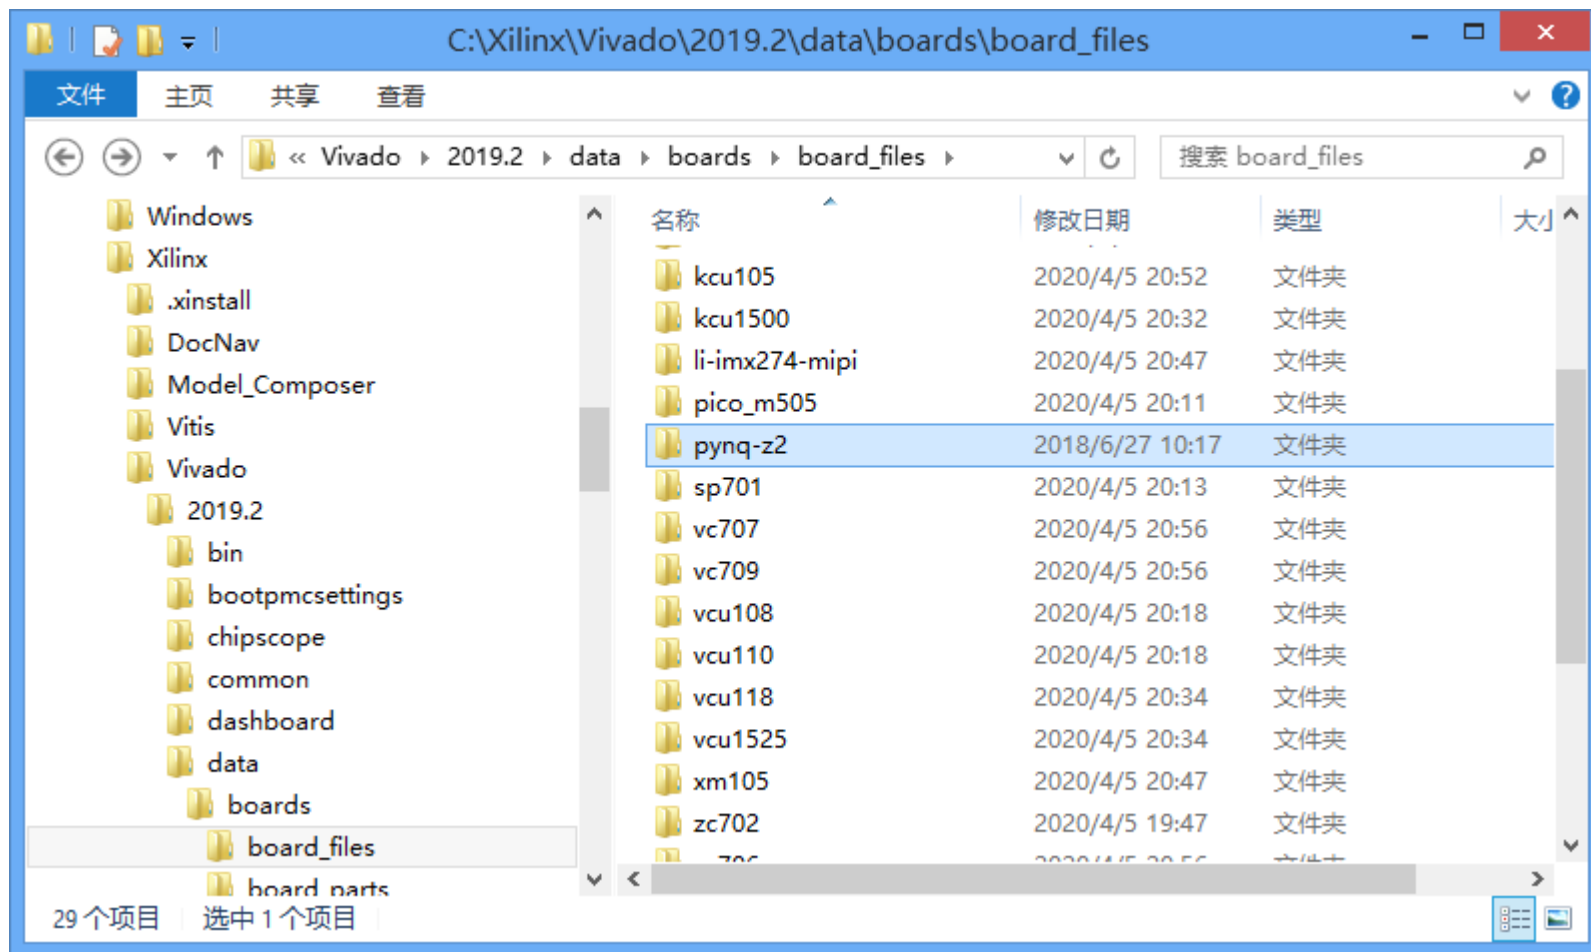 C:\Xilinx\Vivado\2019.2\data\boards\board_files
文件 主页 共享 查看
« Vivado 2019.2 data boards board_files
搜索 board_files
Windows
Xilinx
.xinstall
DocNav
Model_Composer
Vitis
Vivado
2019.2
bin
bootpmcsettings
chipscope
common
dashboard
data
boards
board_files
board_parts
名称 修改日期 类型 大小
kcu105 2020/4/5 20:52 文件夹
kcu1500 2020/4/5 20:32 文件夹
li-imx274-mipi 2020/4/5 20:47 文件夹
pico_m505 2020/4/5 20:11 文件夹
pynq-z2 2018/6/27 10:17 文件夹
sp701 2020/4/5 20:13 文件夹
vc707 2020/4/5 20:56 文件夹
vc709 2020/4/5 20:56 文件夹
vcu108 2020/4/5 20:18 文件夹
vcu110 2020/4/5 20:18 文件夹
vcu118 2020/4/5 20:34 文件夹
vcu1525 2020/4/5 20:34 文件夹
xm105 2020/4/5 20:47 文件夹
zc702 2020/4/5 19:47 文件夹
29 个项目 选中 1 个项目